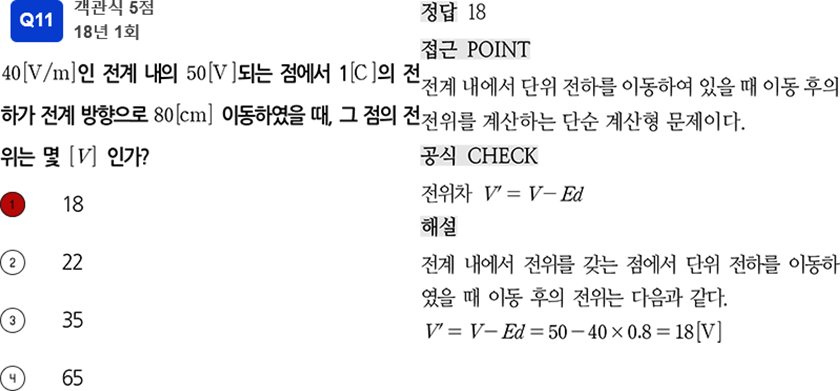 Q11
객관식 5점
18년 1회
40[V/m]인 전계 내의 50[V]되는 점에서 1[C]의 전
하가 전계 방향으로 80[cm] 이동하였을 때, 그 점의 전
위는 몇 [V] 인가?
1 18
2 22
3 35
4 65
정답 18
접근 POINT
전계 내에서 단위 전하를 이동하여 있을 때 이동 후의
전위를 계산하는 단순 계산형 문제이다.
공식 CHECK
전위차 V′ = V − Ed
해설
전계 내에서 전위를 갖는 점에서 단위 전하를 이동하
였을 때 이동 후의 전위는 다음과 같다.
V′ = V − Ed = 50 − 40 × 0.8 = 18[V]